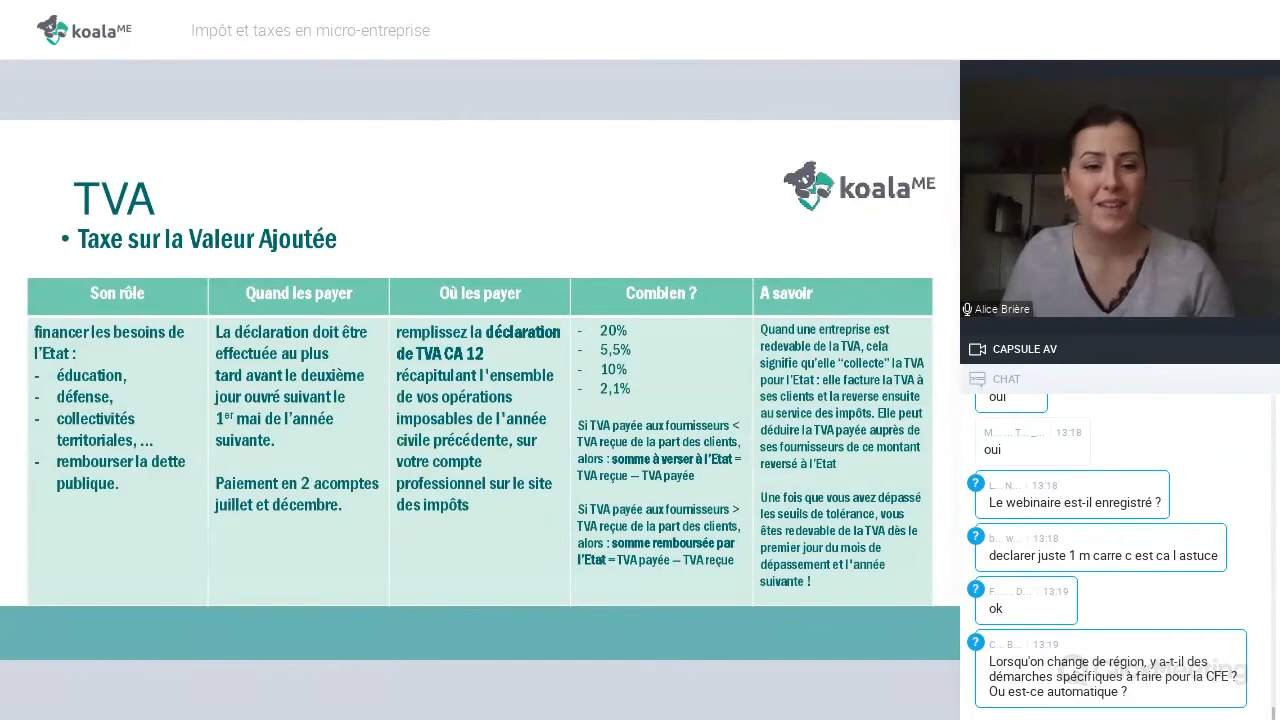 koala ME
Impôt et taxes en micro-entreprise
TVA
koala ME
• Taxe sur la Valeur Ajoutée
Son rôle
financer les besoins de
l'Etat :
- éducation,
- défense,
- collectivités
territoriales, ...
- rembourser la dette
publique.
Quand les payer
La déclaration doit être
effectuée au plus
tard avant le deuxième
jour ouvré suivant le
1er mai de l'année
suivante.
Paiement en 2 acomptes
juillet et décembre.
Où les payer
remplissez la déclaration
de TVA CA 12
récapitulant l'ensemble
de vos opérations
imposables de l'année
civile précédente, sur
votre compte
professionnel sur le site
des impôts
Combien ?
- 20%
- 5,5%
- 10%
- 2,1%
Si TVA payée aux fournisseurs <
TVA reçue de la part des clients,
alors : somme à verser à l'Etat =
TVA reçue – TVA payée
Si TVA payée aux fournisseurs >
TVA reçue de la part des clients,
alors : somme remboursée par
l'Etat = TVA payée – TVA reçue
A savoir
Quand une entreprise est
redevable de la TVA, cela
signifie qu'elle "collecte" la TVA
pour l'Etat : elle facture la TVA à
ses clients et la reverse ensuite
au service des impôts. Elle peut
déduire la TVA payée auprès de
ses fournisseurs de ce montant
reversé à l'Etat
Une fois que vous avez dépassé
les seuils de tolérance, vous
êtes redevable de la TVA dès le
premier jour du mois de
dépassement et l'année
suivante !
Alice Brière
CAPSULE AV
CHAT
oui
M... ... T... _... 13:18
oui
? L... N... 13:18
Le webinaire est-il enregistré ?
? b... w... 13:18
declarer juste 1 m carre c est ca l astuce
? F... ... D... 13:19
ok
? C... B... 13:19
Lorsqu'on change de région, y a-t-il des
démarches spécifiques à faire pour la CFE ?
Ou est-ce automatique ?